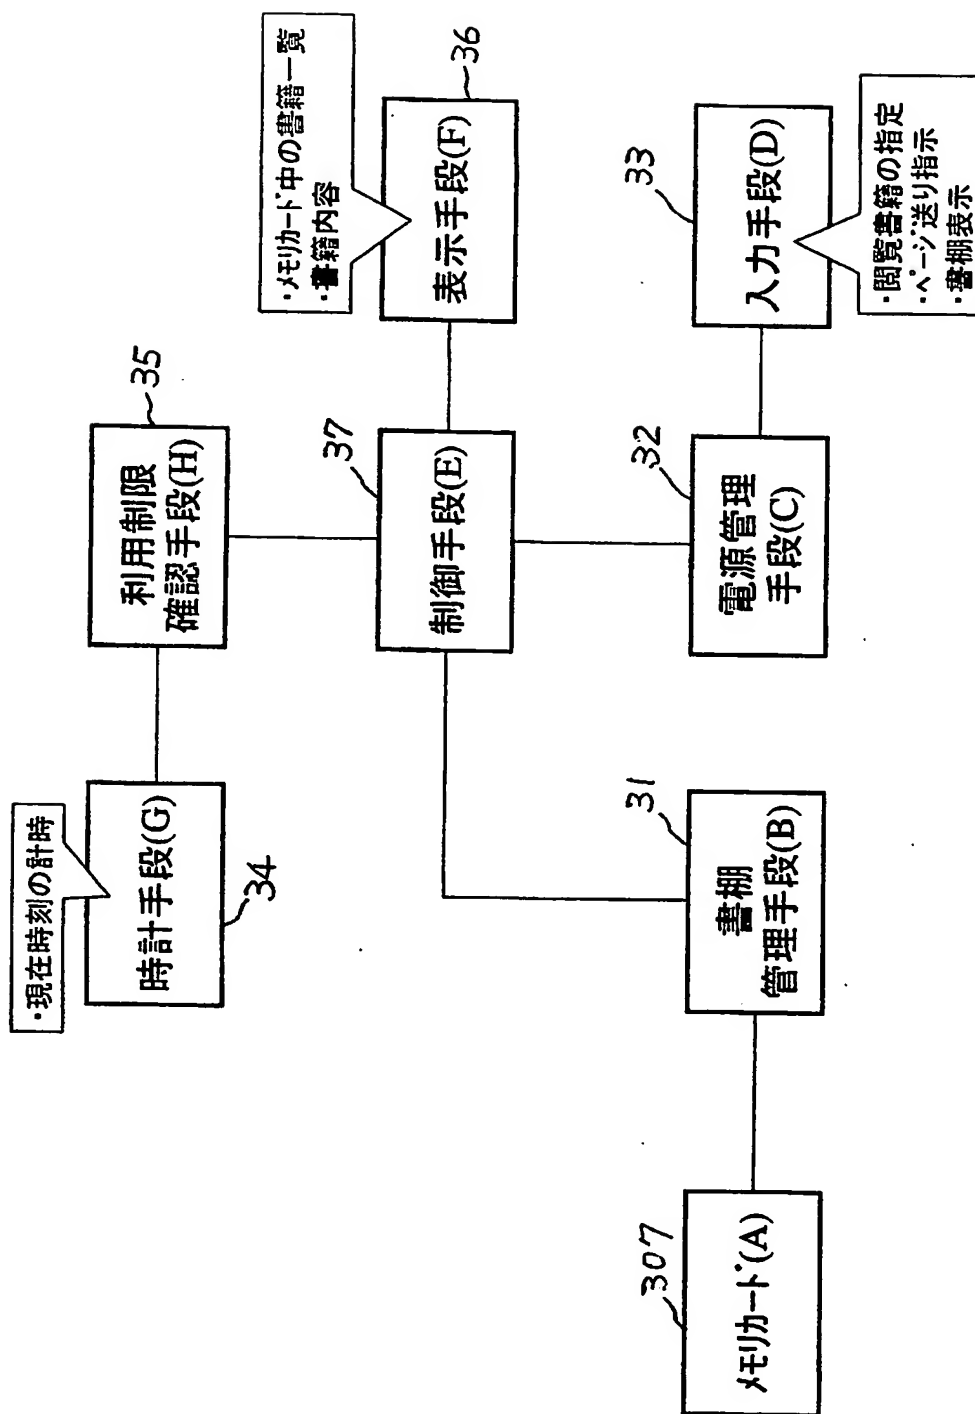 ・現在時刻の計時
時計手段(G)
34
利用制限
確認手段(H)
35
・メモリカード中の書籍一覧
・書籍内容
表示手段(F)
36
制御手段(E)
37
メモリカード(A)
307
書棚
管理手段(B)
31
電源管理
手段(C)
32
入力手段(D)
33
・閲覧書籍の指定
・ページ送り指示
・書棚表示